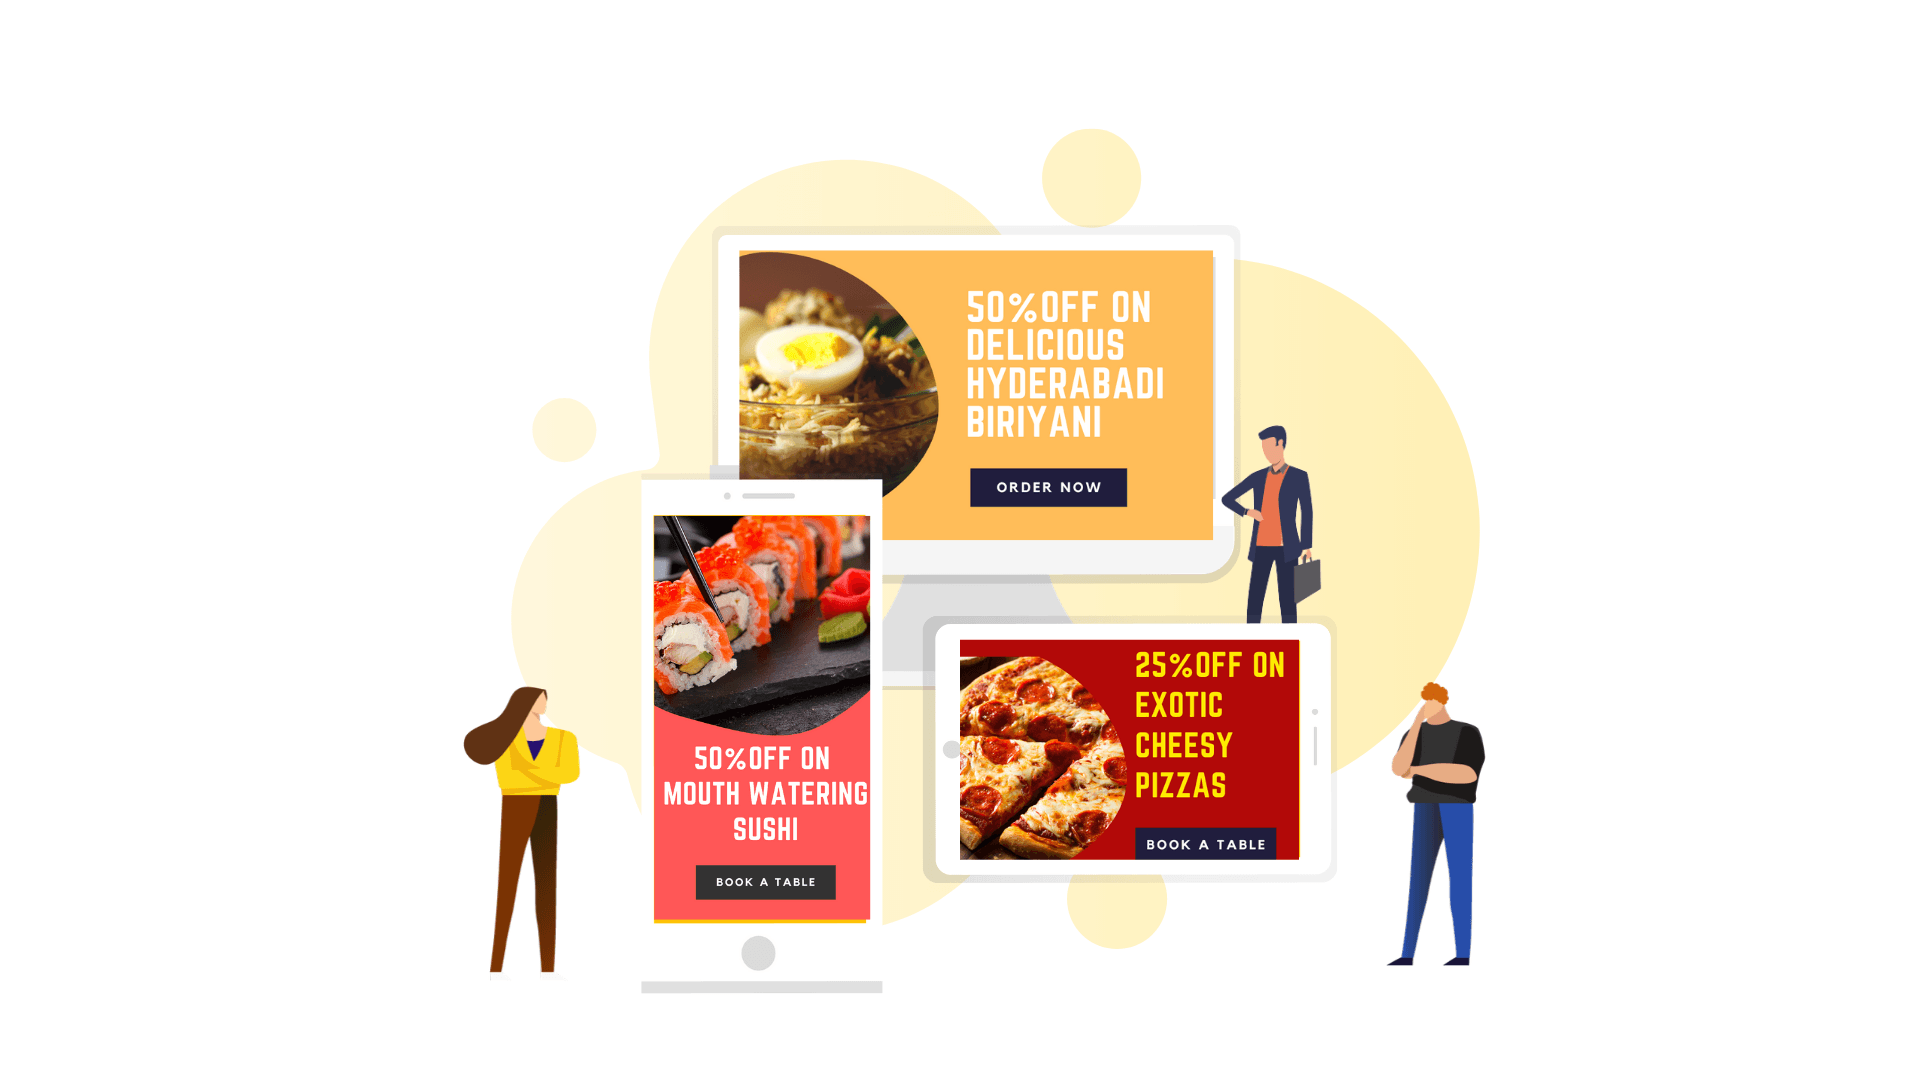 50%OFF ON
DELICIOUS
HYDERABADI
BIRIYANI
ORDER NOW
50%OFF ON
MOUTH WATERING
SUSHI
BOOK A TABLE
25%OFF ON
EXOTIC
CHEESY
PIZZAS
BOOK A TABLE